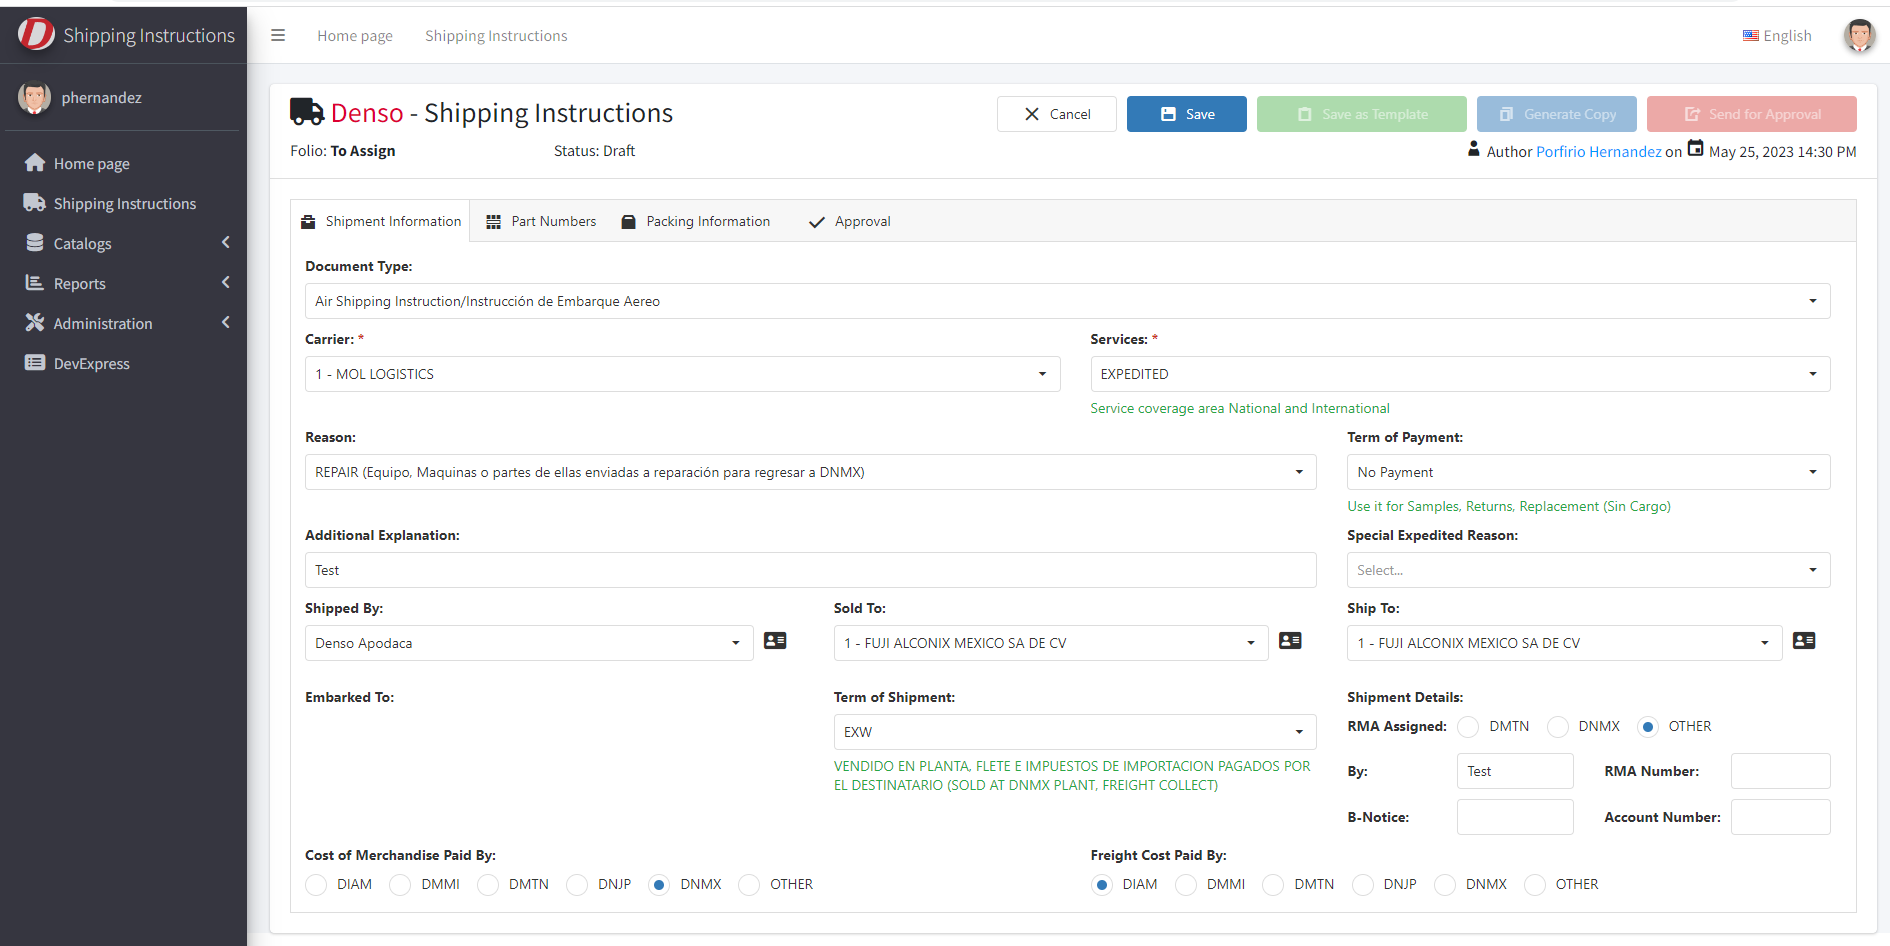 Shipping Instructions
Home page
Shipping Instructions
English
phernandez
Home page
Shipping Instructions
Catalogs
Reports
Administration
DevExpress
Denso - Shipping Instructions
Cancel
Save
Save as Template
Generate Copy
Send for Approval
Folio: To Assign
Status: Draft
Author Porfirio Hernandez on May 25, 2023 14:30 PM
Shipment Information
Part Numbers
Packing Information
Approval
Document Type:
Air Shipping Instruction/Instrucción de Embarque Aereo
Carrier: *
Services: *
1 - MOL LOGISTICS
EXPEDITED
Service coverage area National and International
Reason:
Term of Payment:
REPAIR (Equipo, Maquinas o partes de ellas enviadas a reparación para regresar a DNMX)
No Payment
Use it for Samples, Returns, Replacement (Sin Cargo)
Additional Explanation:
Special Expedited Reason:
Test
Select...
Shipped By:
Sold To:
Ship To:
Denso Apodaca
1 - FUJI ALCONIX MEXICO SA DE CV
1 - FUJI ALCONIX MEXICO SA DE CV
Embarked To:
Term of Shipment:
Shipment Details:
EXW
RMA Assigned: DMTN DNMX OTHER
VENDIDO EN PLANTA, FLETE E IMPUESTOS DE IMPORTACION PAGADOS POR
EL DESTINATARIO (SOLD AT DNMX PLANT, FREIGHT COLLECT)
By: Test RMA Number:
B-Notice: Account Number:
Cost of Merchandise Paid By:
Freight Cost Paid By:
DIAM DMMI DMTN DNJP DNMX OTHER
DIAM DMMI DMTN DNJP DNMX OTHER